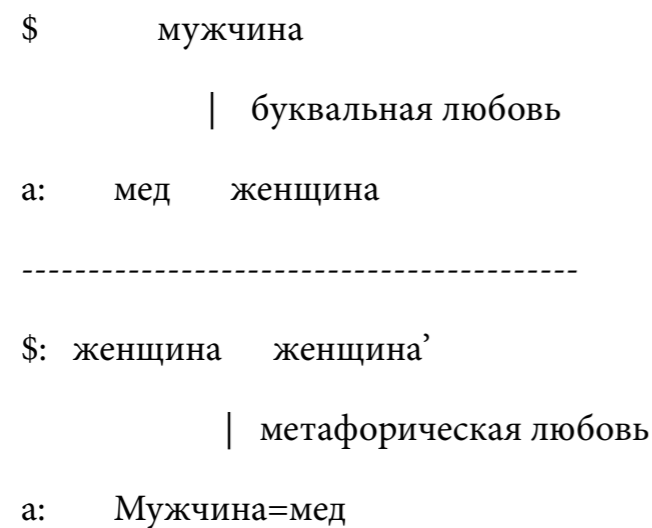 $ мужчина
| буквальная любовь
а: мед женщина
------------------------------------------
$: женщина женщина’
| метафорическая любовь
а: Мужчина=мед